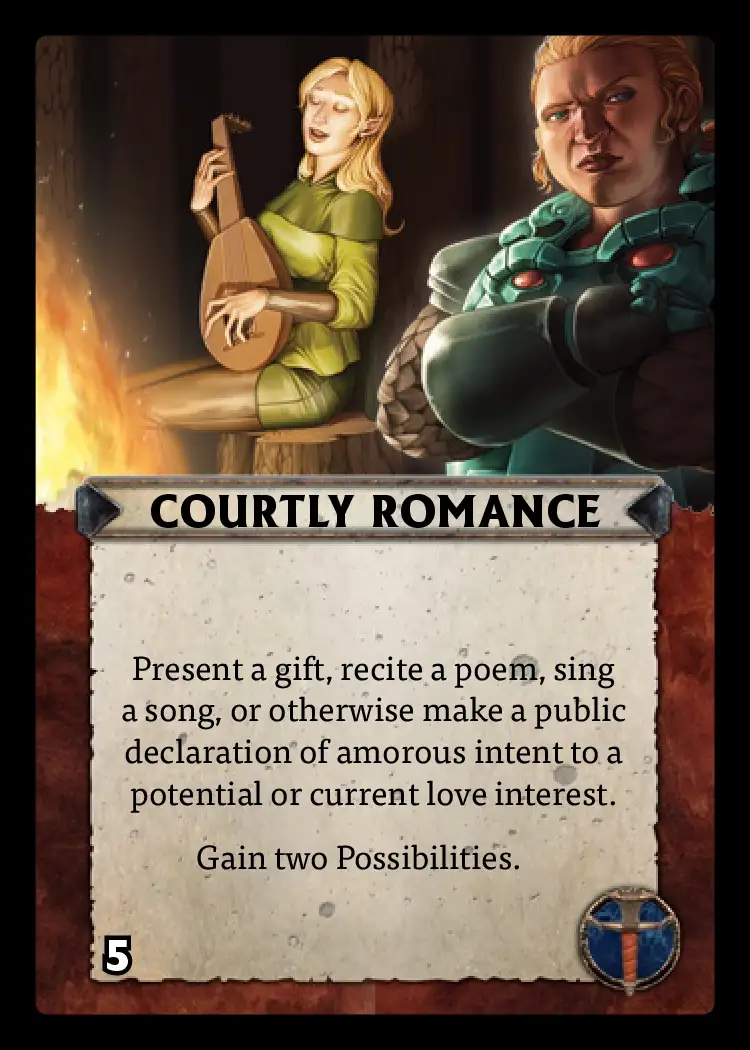 COURTLY ROMANCE
Present a gift, recite a poem, sing
a song, or otherwise make a public
declaration of amorous intent to a
potential or current love interest.
Gain two Possibilities.
5